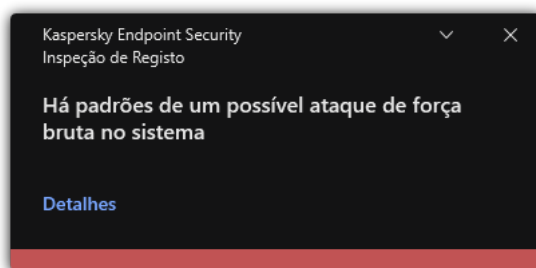 Kaspersky Endpoint Security
Inspeção de Registo
Há padrões de um possível ataque de força
bruta no sistema
Detalhes